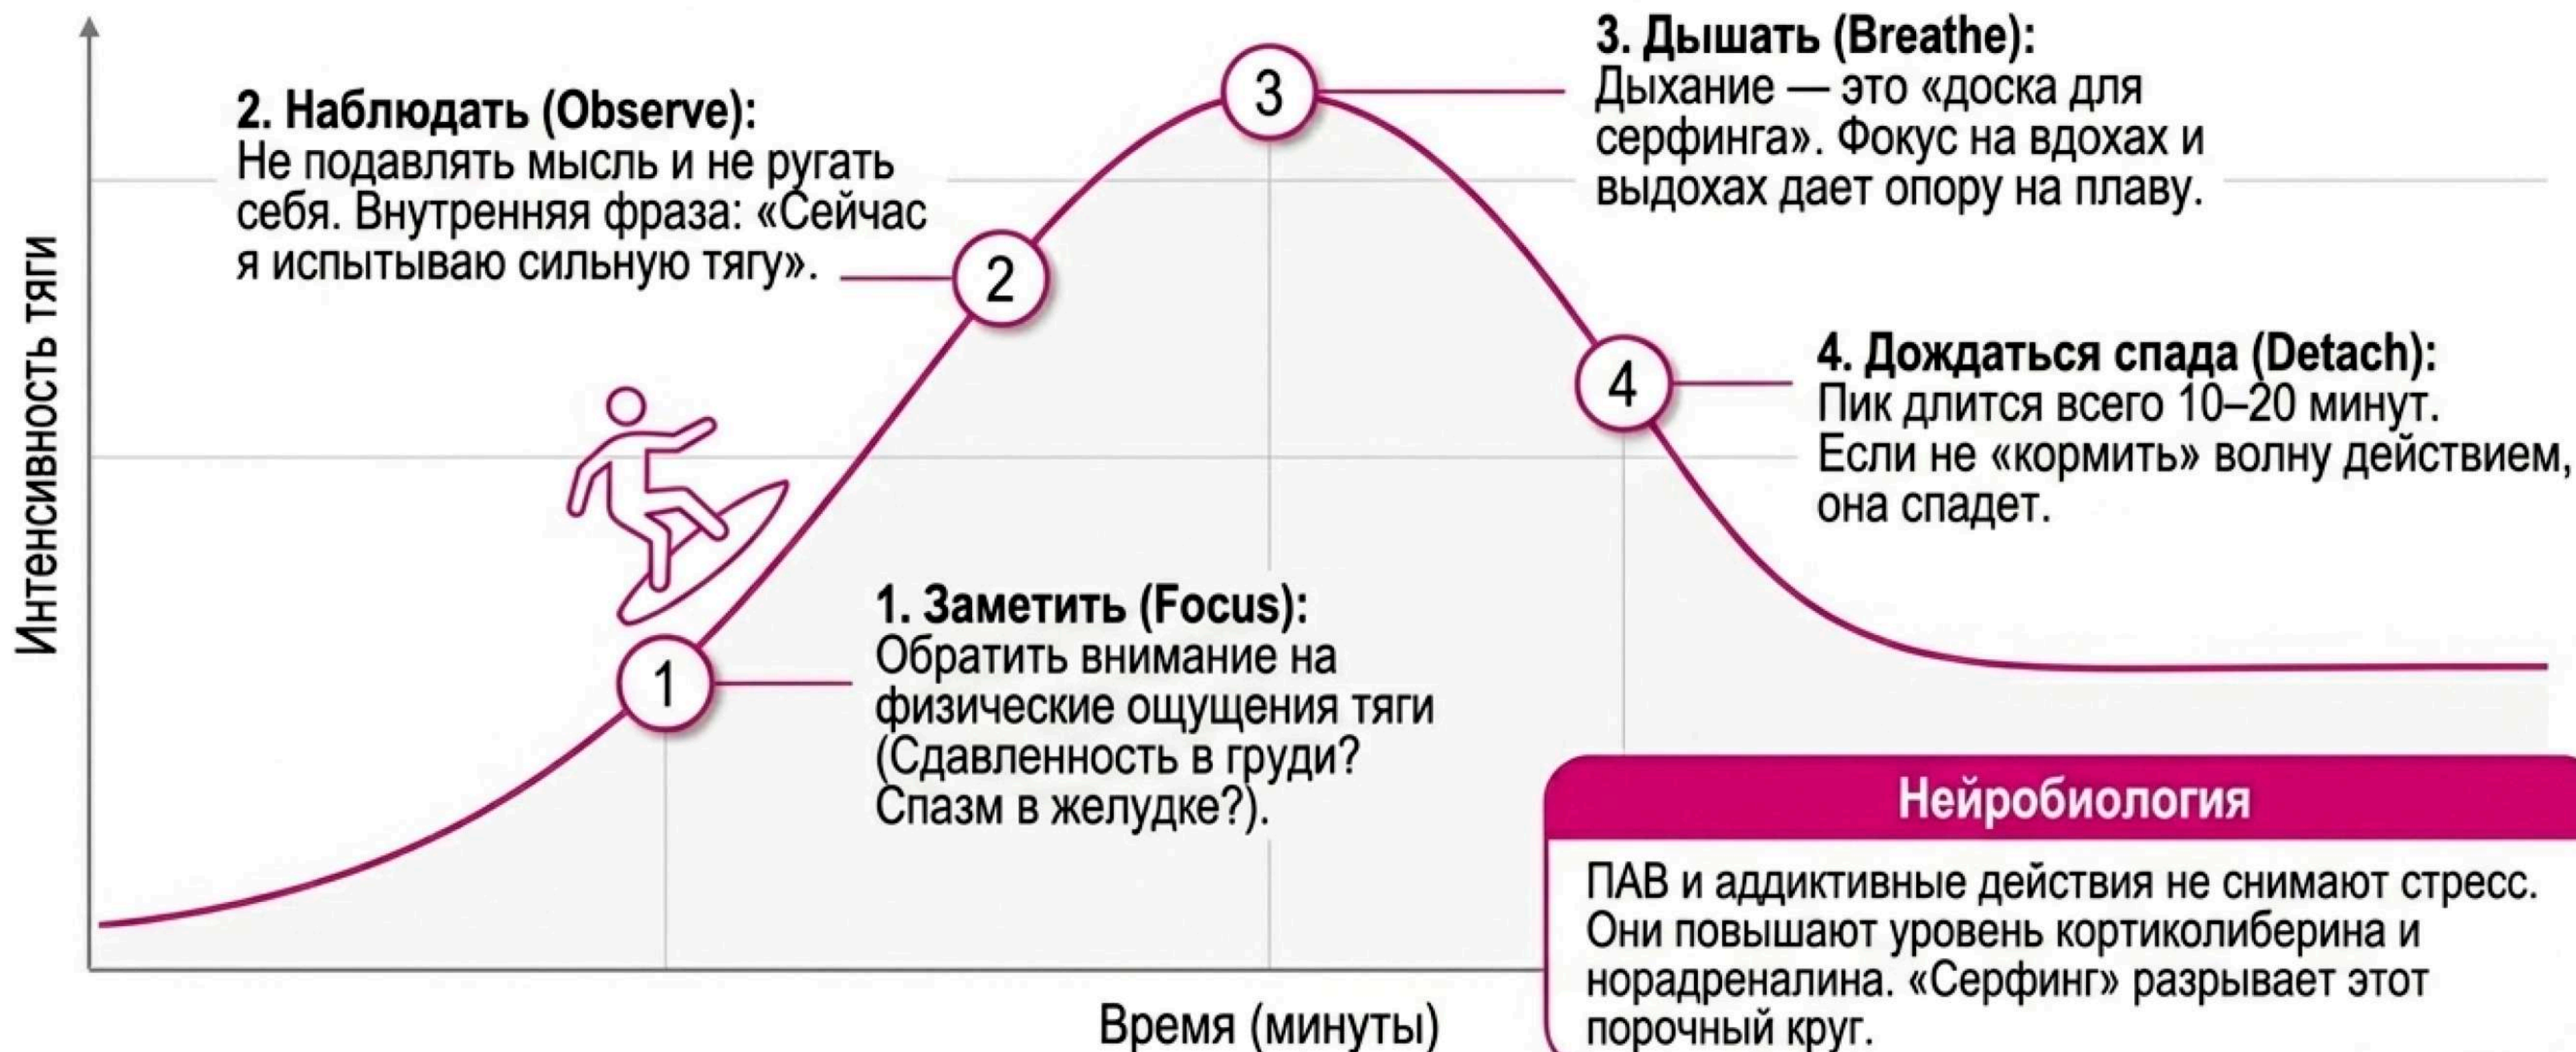 2. Наблюдать (Observe):
Не подавлять мысль и не ругать
себя. Внутренняя фраза: «Сейчас
я испытываю сильную тягу».
3. Дышать (Breathe):
Дыхание — это «доска для
серфинга». Фокус на вдохах и
выдохах дает опору на плаву.
4. Дождаться спада (Detach):
Пик длится всего 10–20 минут.
Если не «кормить» волну действием,
она спадет.
1. Заметить (Focus):
Обратить внимание на
физические ощущения тяги
(Сдавленность в груди?
Спазм в желудке?).
1
2
3
4
Интенсивность тяги
Время (минуты)
Нейробиология
ПАВ и аддиктивные действия не снимают стресс.
Они повышают уровень кортиколиберина и
норадреналина. «Серфинг» разрывает этот
порочный круг.